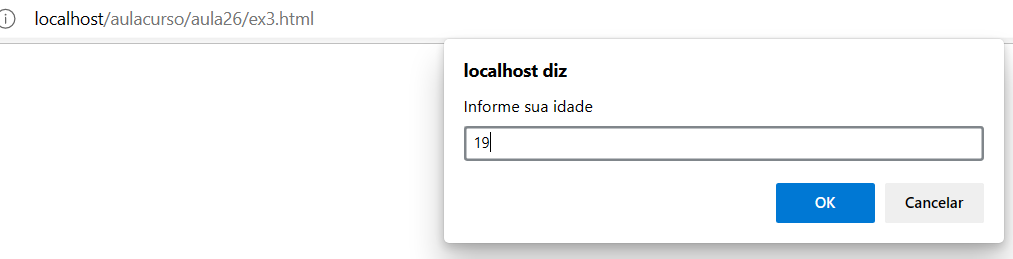 localhost/aulacurso/aula26/ex3.html
localhost diz
Informe sua idade
19
OK Cancelar